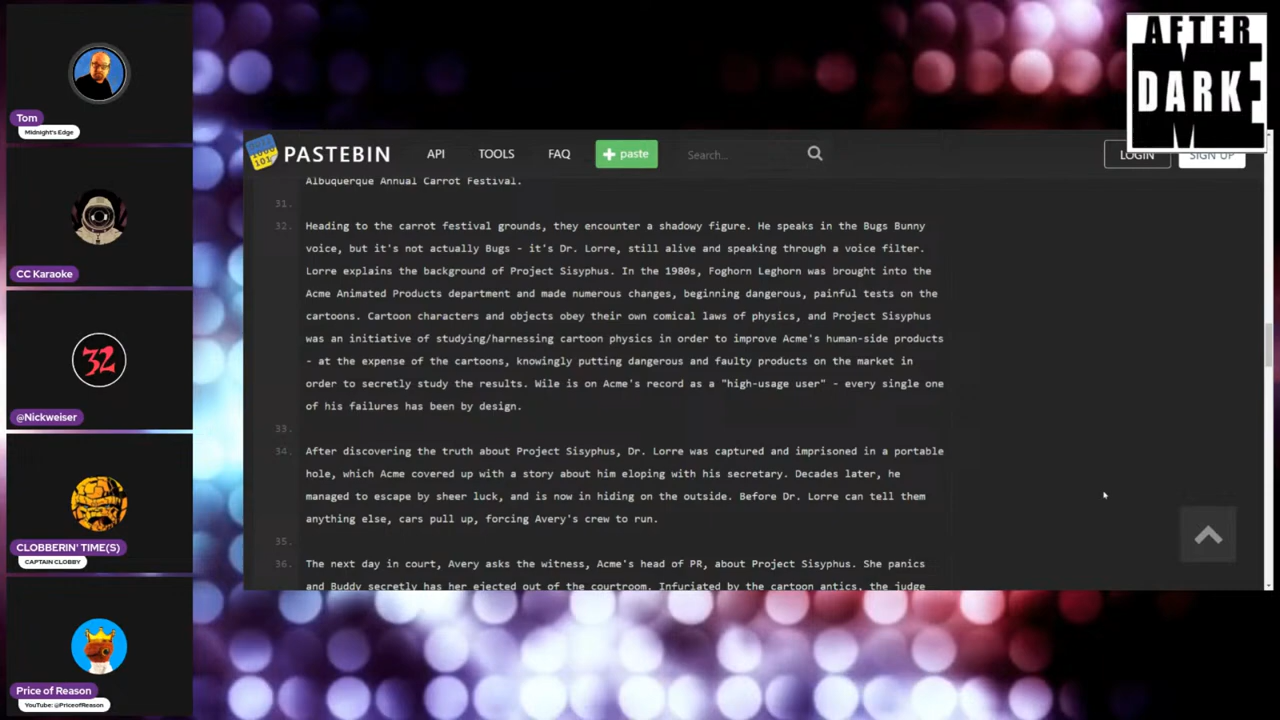 Tom
Midnight's Edge
CC Karaoke
32
@Nickweiser
CLOBBERIN' TIME(S)
CAPTAIN CLOBBY
Price of Reason
YouTube: @PriceofReason
AFTER
DARK
PASTEBIN
API
TOOLS
FAQ
+ paste
Search...
LOGIN
SIGN UP
Albuquerque Annual Carrot Festival.
31.
32. Heading to the carrot festival grounds, they encounter a shadowy figure. He speaks in the Bugs Bunny
voice, but it's not actually Bugs - it's Dr. Lorre, still alive and speaking through a voice filter.
Lorre explains the background of Project Sisyphus. In the 1980s, Foghorn Leghorn was brought into the
Acme Animated Products department and made numerous changes, beginning dangerous, painful tests on the
cartoons. Cartoon characters and objects obey their own comical laws of physics, and Project Sisyphus
was an initiative of studying/harnessing cartoon physics in order to improve Acme's human-side products
- at the expense of the cartoons, knowingly putting dangerous and faulty products on the market in
order to secretly study the results. Wile is on Acme's record as a "high-usage user" - every single one
of his failures has been by design.
33.
34. After discovering the truth about Project Sisyphus, Dr. Lorre was captured and imprisoned in a portable
hole, which Acme covered up with a story about him eloping with his secretary. Decades later, he
managed to escape by sheer luck, and is now in hiding on the outside. Before Dr. Lorre can tell them
anything else, cars pull up, forcing Avery's crew to run.
35.
36. The next day in court, Avery asks the witness, Acme's head of PR, about Project Sisyphus. She panics
and Buddy secretly has her ejected out of the courtroom. Infuriated by the cartoon antics, the judge